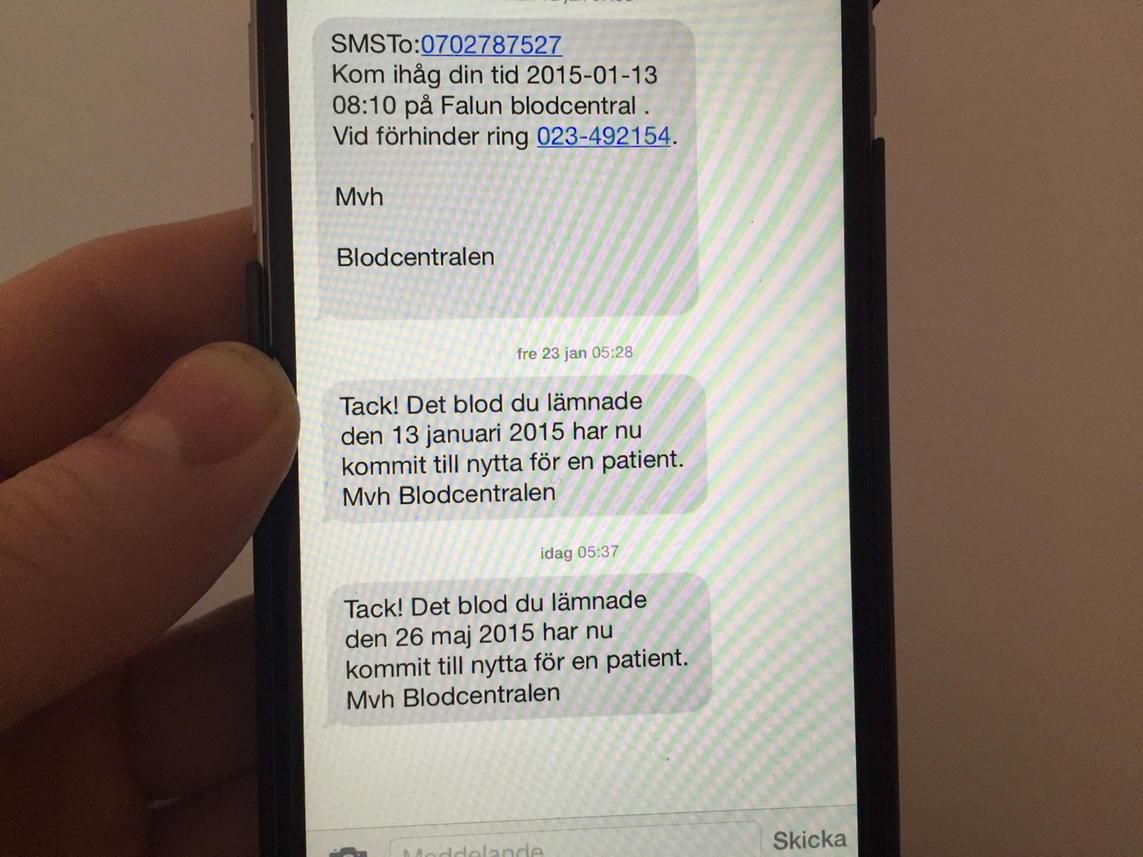 SMSTo:0702787527
Kom ihåg din tid 2015-01-13
08:10 på Falun blodcentral .
Vid förhinder ring 023-492154.
Mvh
Blodcentralen
fre 23 jan 05:28
Tack! Det blod du lämnade
den 13 januari 2015 har nu
kommit till nytta för en patient.
Mvh Blodcentralen
idag 05:37
Tack! Det blod du lämnade
den 26 maj 2015 har nu
kommit till nytta för en patient.
Mvh Blodcentralen
Meddelande
Skicka